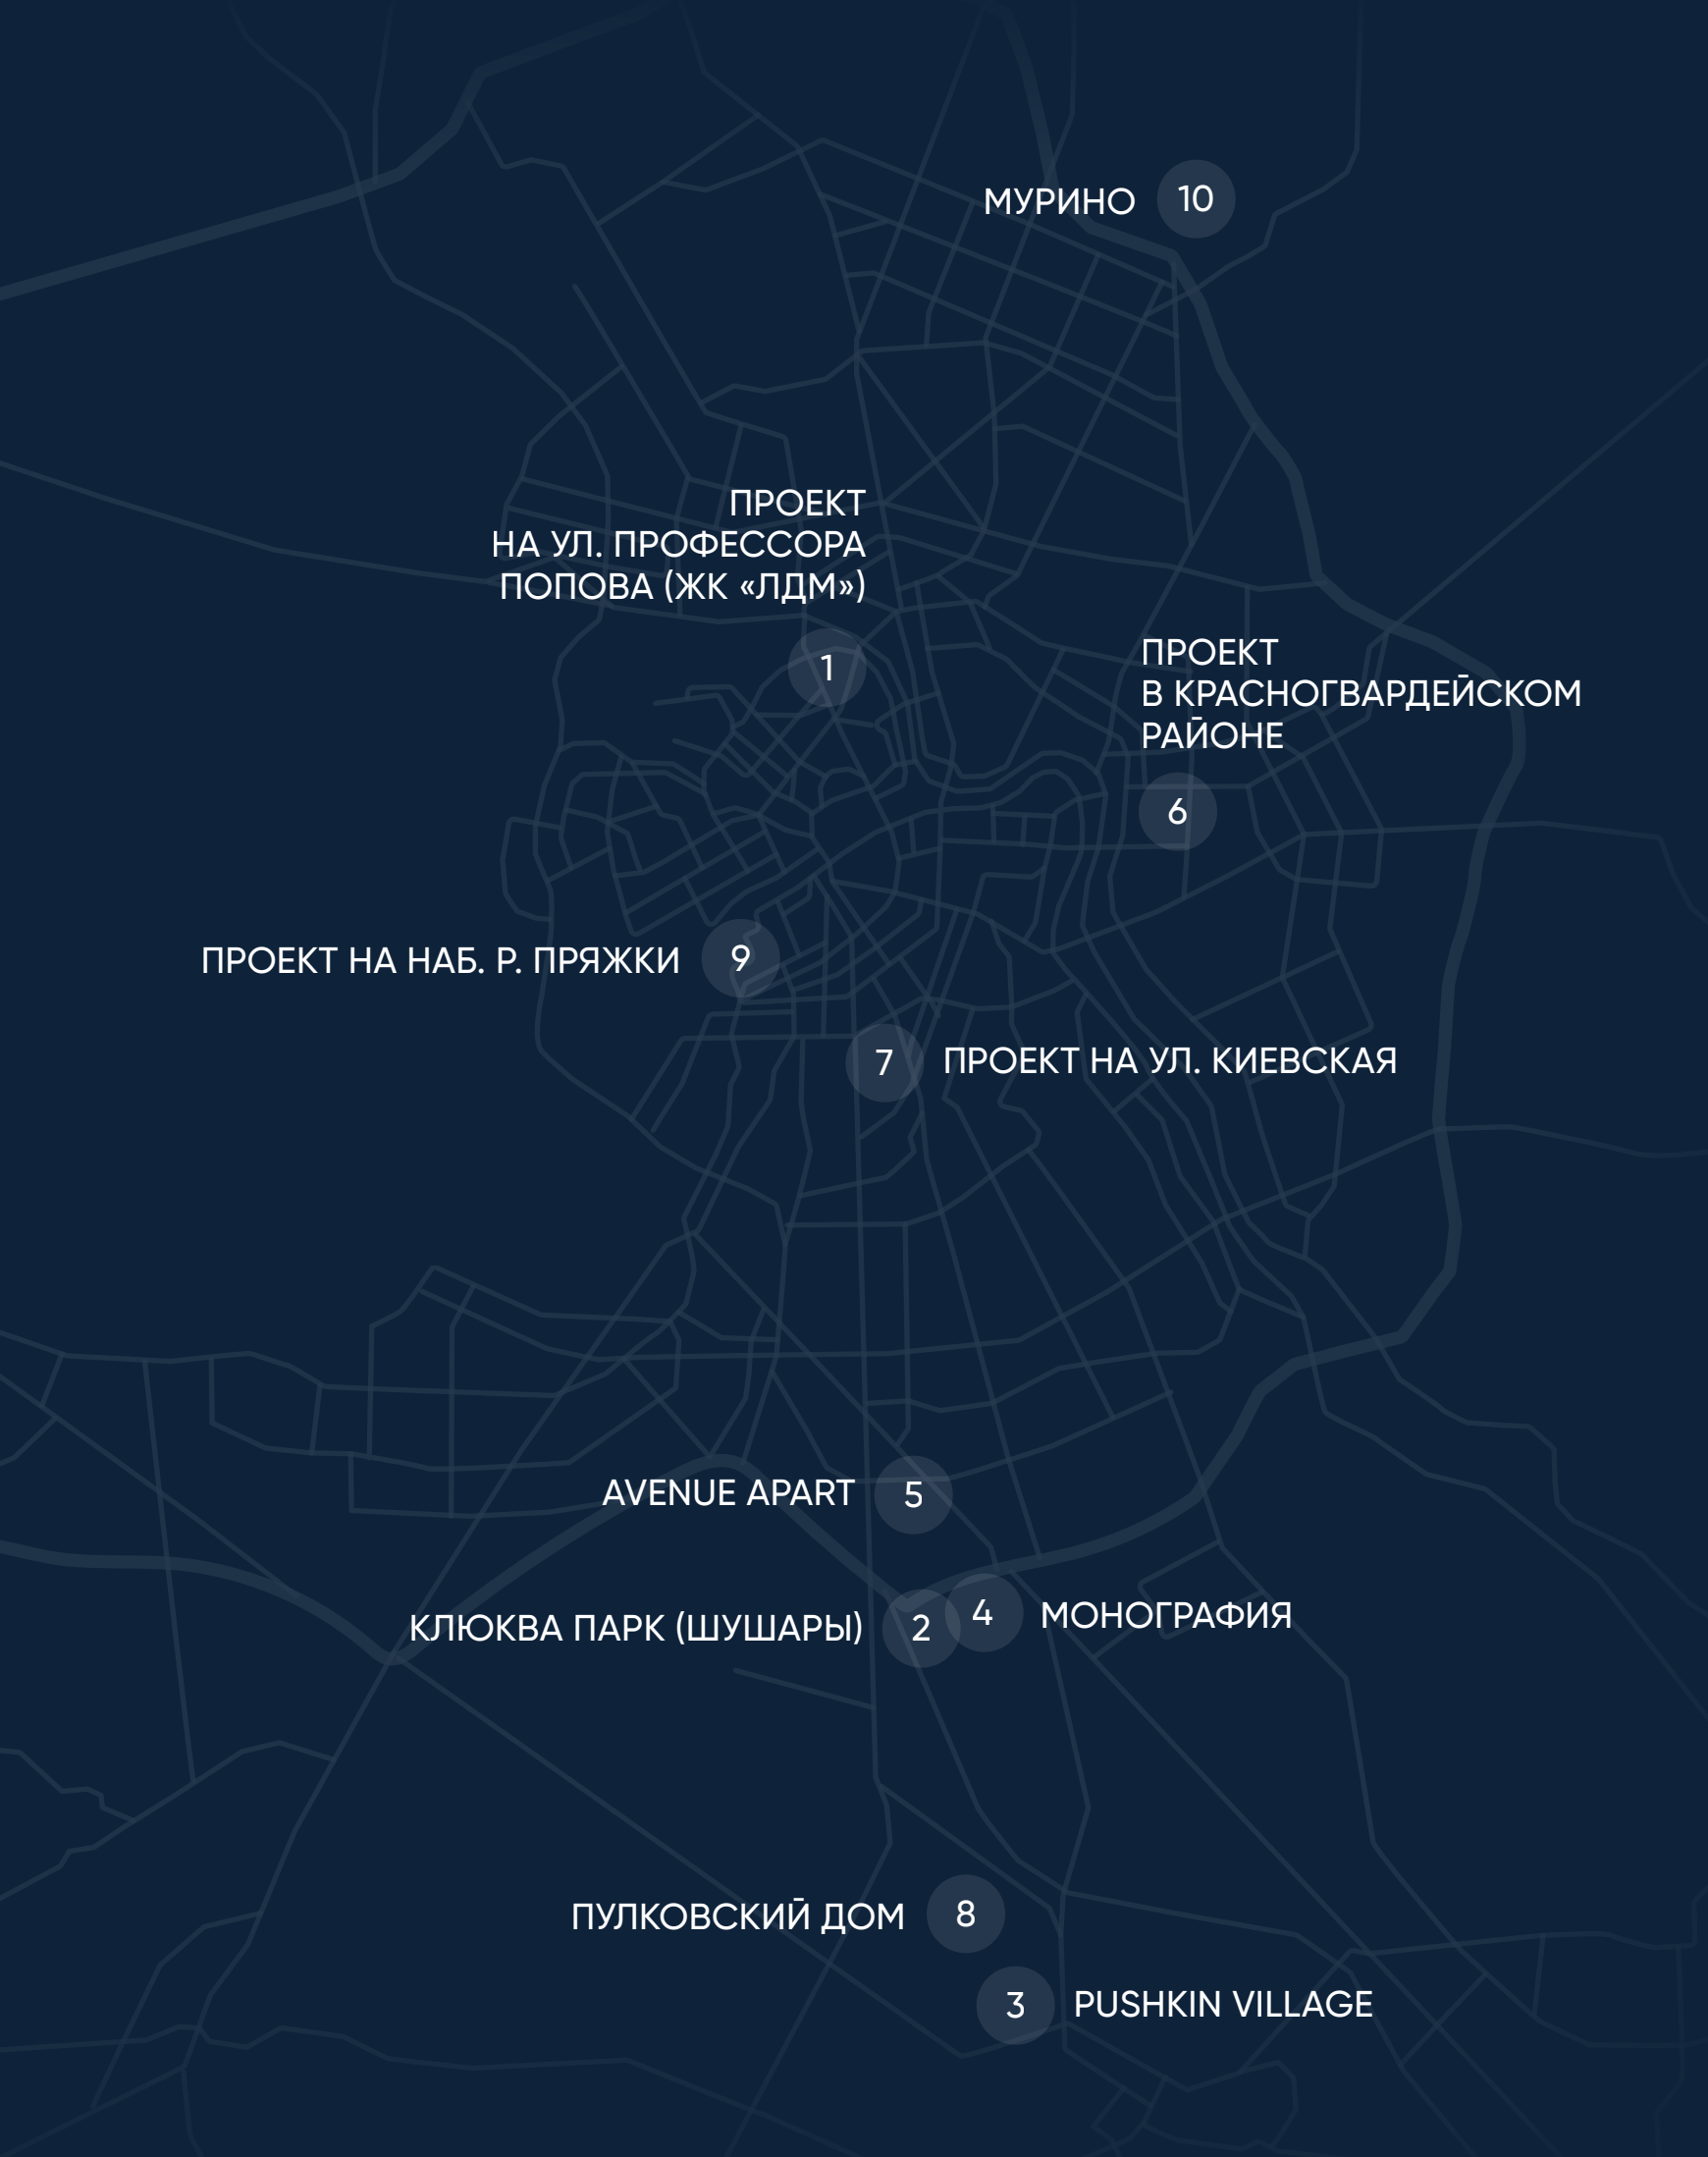 МУРИНО 10
ПРОЕКТ
НА УЛ. ПРОФЕССОРА
ПОПОВА (ЖК «ЛДМ»)
1
ПРОЕКТ
В КРАСНОГВАРДЕЙСКОМ
РАЙОНЕ
6
ПРОЕКТ НА НАБ. Р. ПРЯЖКИ 9
7 ПРОЕКТ НА УЛ. КИЕВСКАЯ
AVENUE APART 5
КЛЮКВА ПАРК (ШУШАРЫ) 2
4 МОНОГРАФИЯ
ПУЛКОВСКИЙ ДОМ 8
3 PUSHKIN VILLAGE